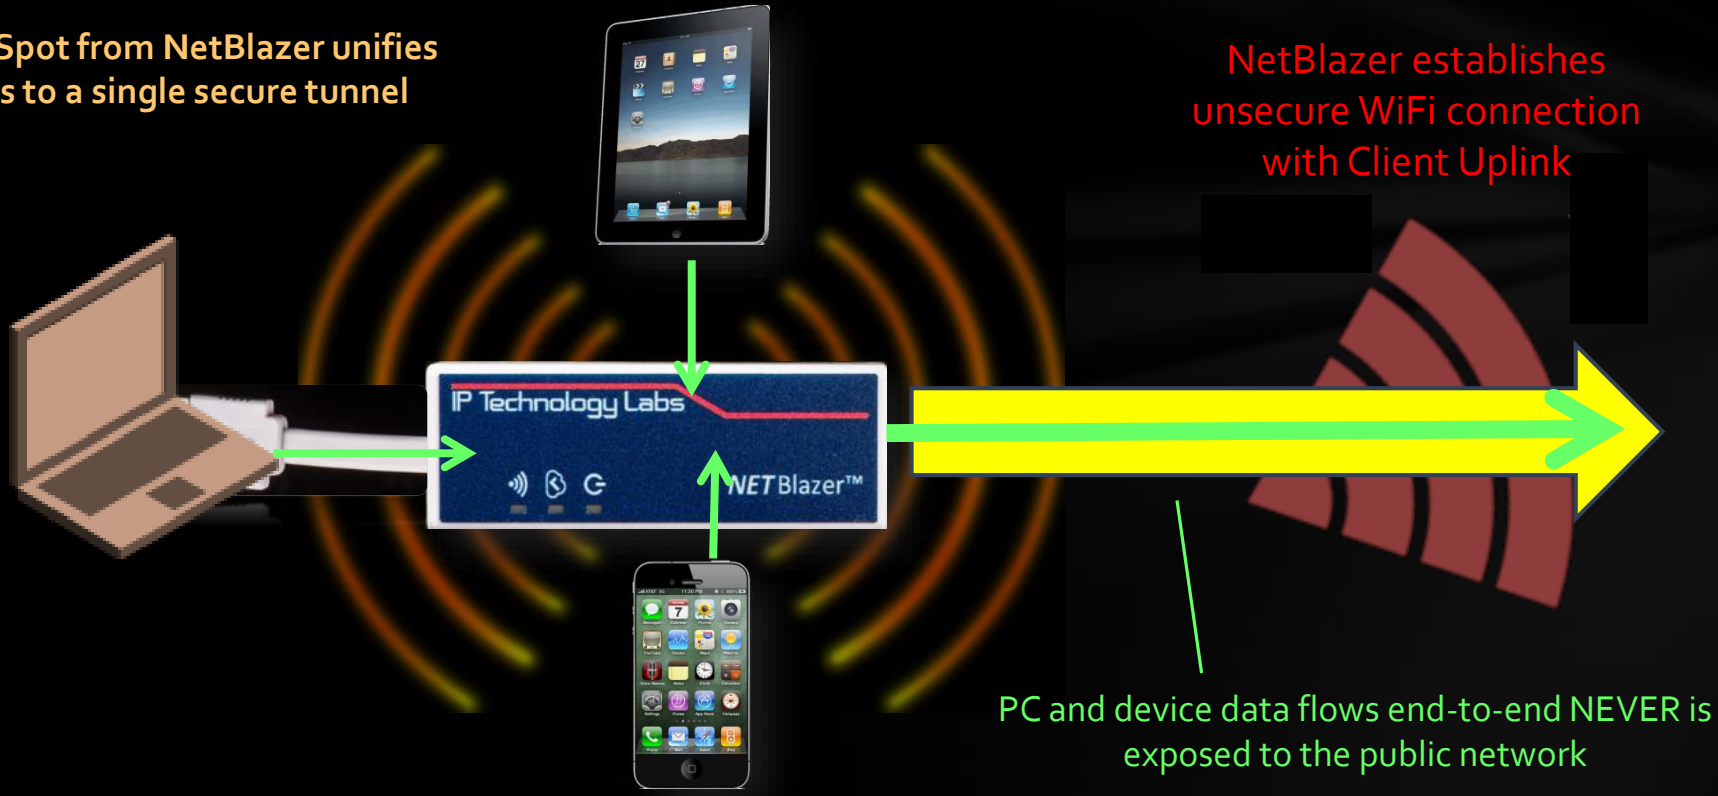 Spot from NetBlazer unifies
s to a single secure tunnel
NetBlazer establishes
unsecure WiFi connection
with Client Uplink
IP Technology Labs
NETBlazer™
PC and device data flows end-to-end NEVER is
exposed to the public network